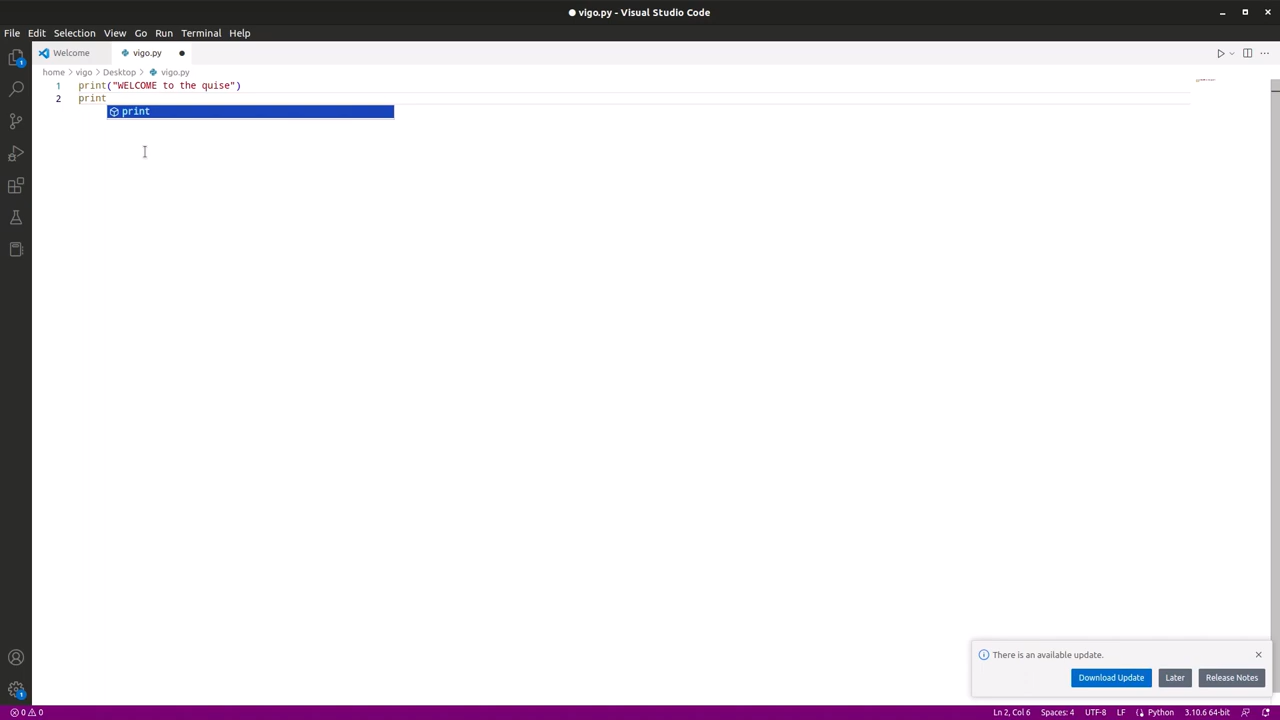 vigo.py - Visual Studio Code
File Edit Selection View Go Run Terminal Help
Welcome vigo.py
home > vigo > Desktop > vigo.py
1 print("WELCOME to the quise")
2 print
print
There is an available update.
Download Update Later Release Notes
0 0 Ln 2, Col 6 Spaces: 4 UTF-8 LF Python 3.10.6 64-bit